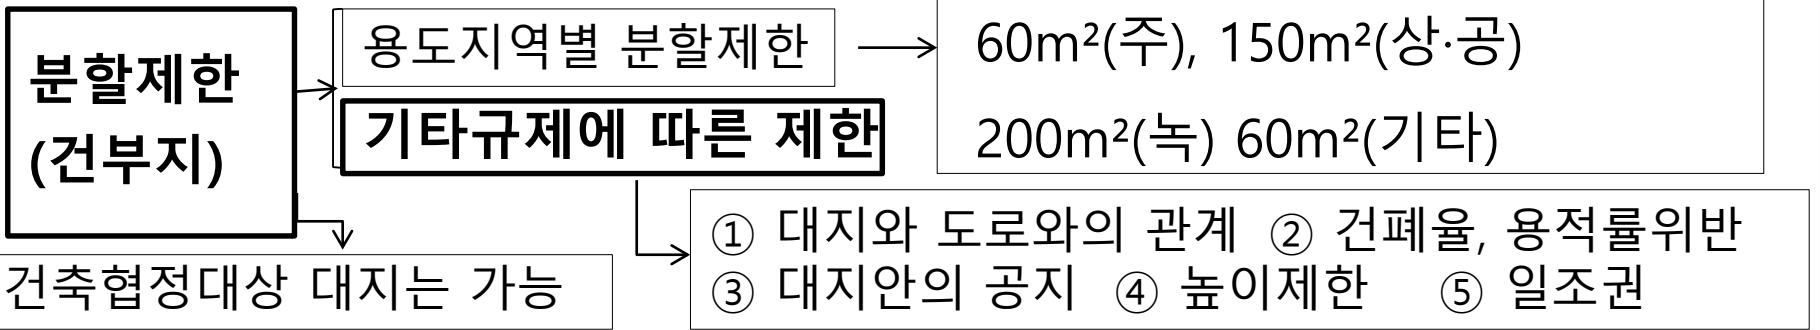 분할제한
(건부지)
용도지역별 분할제한
60m²(주), 150m²(상·공)
200m²(녹) 60m²(기타)
기타규제에 따른 제한
① 대지와 도로와의 관계 ② 건폐율, 용적률위반
③ 대지안의 공지 ④ 높이제한 ⑤ 일조권
건축협정대상 대지는 가능